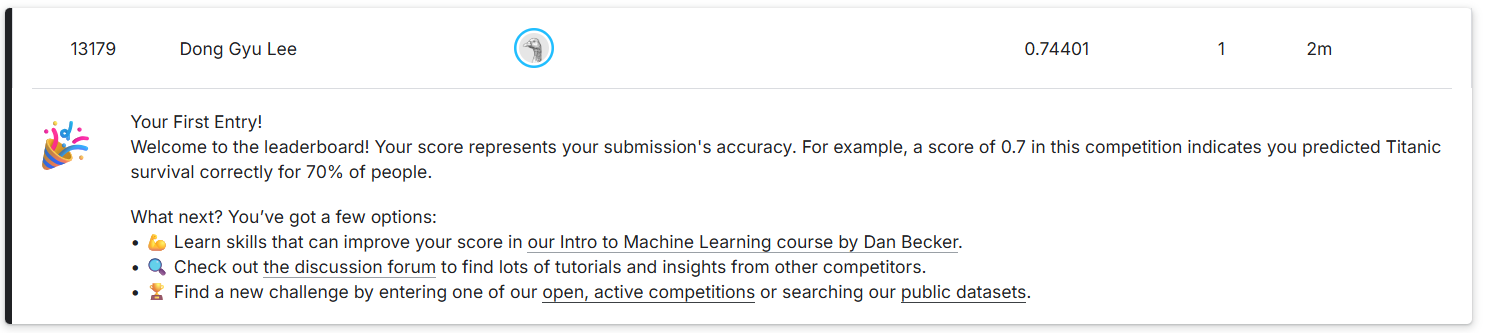 13179 Dong Gyu Lee 0.74401 1 2m
Your First Entry!
Welcome to the leaderboard! Your score represents your submission's accuracy. For example, a score of 0.7 in this competition indicates you predicted Titanic
survival correctly for 70% of people.
What next? You’ve got a few options:
• 💪 Learn skills that can improve your score in our Intro to Machine Learning course by Dan Becker.
• 🔍 Check out the discussion forum to find lots of tutorials and insights from other competitors.
• 🏆 Find a new challenge by entering one of our open, active competitions or searching our public datasets.